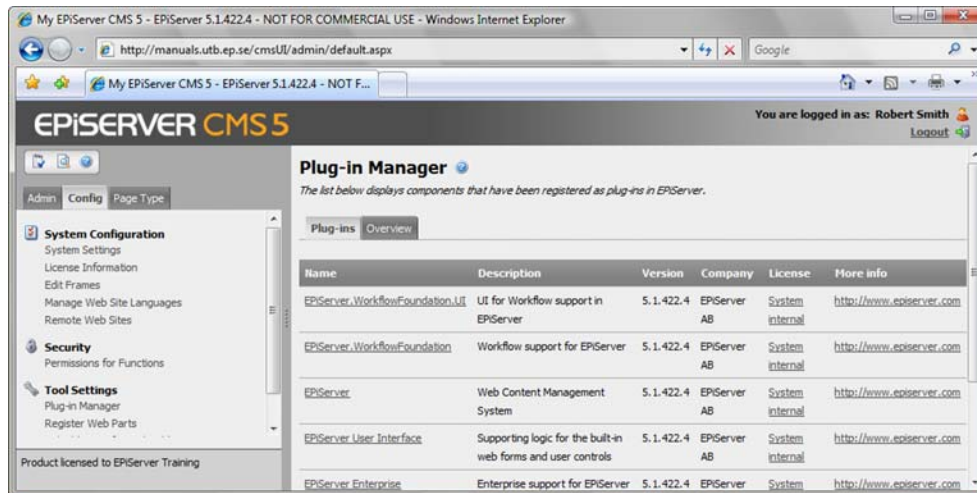 My EPiServer CMS 5 - EPiServer 5.1.422.4 - NOT FOR COMMERCIAL USE - Windows Internet Explorer
http://manuals.utb.ep.se/cmsUI/admin/default.aspx
Google
My EPiServer CMS 5 - EPiServer 5.1.422.4 - NOT F...
EPiSERVER CMS 5
You are logged in as: Robert Smith
Logout
Admin Config Page Type
System Configuration
System Settings
License Information
Edit Frames
Manage Web Site Languages
Remote Web Sites
Security
Permissions for Functions
Tool Settings
Plug-in Manager
Register Web Parts
Product licensed to EPiServer Training
Plug-in Manager
The list below displays components that have been registered as plug-ins in EPiServer.
Plug-ins Overview
Name Description Version Company License More info
EPiServer.WorkflowFoundation.UI UI for Workflow support in 5.1.422.4 EPiServer System http://www.episerver.com
EPiServer AB internal
EPiServer.WorkflowFoundation Workflow support for EPiServer 5.1.422.4 EPiServer System http://www.episerver.com
AB internal
EPiServer Web Content Management 5.1.422.4 EPiServer System http://www.episerver.com
System AB internal
EPiServer User Interface Supporting logic for the built-in 5.1.422.4 EPiServer System http://www.episerver.com
web forms and user controls AB internal
EPiServer Enterprise Enterprise support for EPiServer 5.1.422.4 EPiServer System http://www.episerver.com